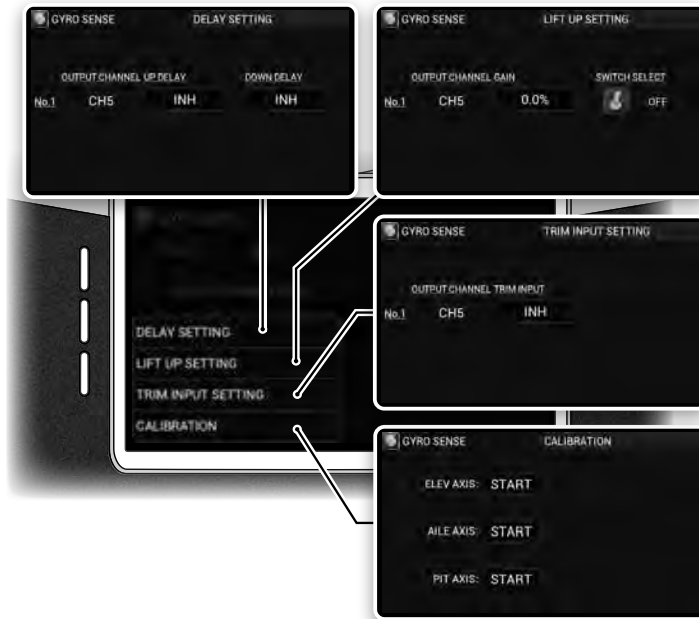 GYRO SENSE DELAY SETTING
OUTPUT CHANNEL UP DELAY DOWN DELAY
No.1 CH5 INH INH
GYRO SENSE LIFT UP SETTING
OUTPUT CHANNEL GAIN SWITCH SELECT
No.1 CH5 0.0% OFF
DELAY SETTING
LIFT UP SETTING
TRIM INPUT SETTING
CALIBRATION
GYRO SENSE TRIM INPUT SETTING
OUTPUT CHANNEL TRIM INPUT
No.1 CH5 INH
GYRO SENSE CALIBRATION
ELEV AXIS: START
AILE AXIS: START
PIT AXIS: START